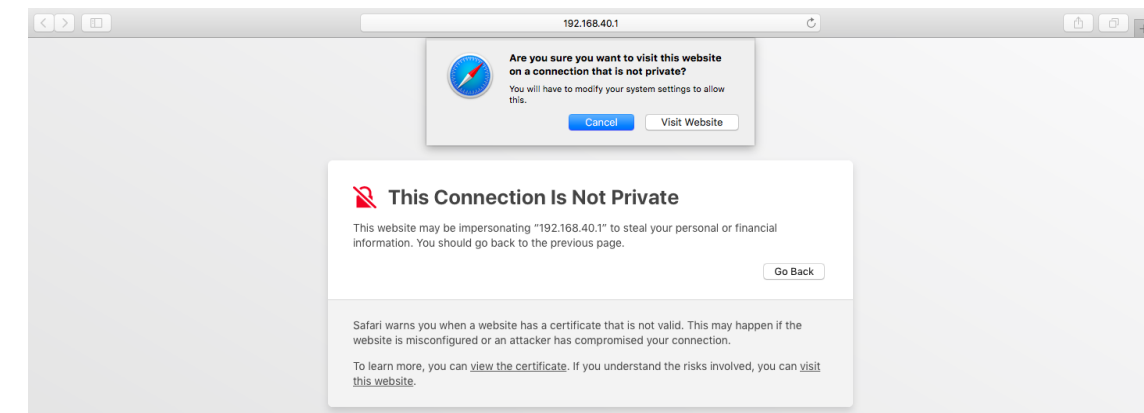 192.168.40.1
Are you sure you want to visit this website
on a connection that is not private?
You will have to modify your system settings to allow
this.
Cancel
Visit Website
This Connection Is Not Private
This website may be impersonating "192.168.40.1" to steal your personal or financial
information. You should go back to the previous page.
Go Back
Safari warns you when a website has a certificate that is not valid. This may happen if the
website is misconfigured or an attacker has compromised your connection.
To learn more, you can view the certificate. If you understand the risks involved, you can visit
this website.